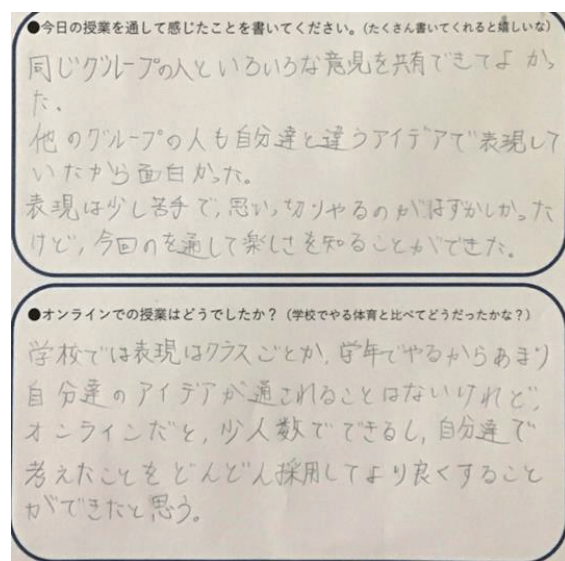 ●今日の授業を通して感じたことを書いてください。(たくさん書いてくれると嬉しいな)
同じグループの人といろいろな意見を共有できてよかっ
た。
他のグループの人も自分達と違うアイデアで表現して
いたから面白かった。
表現は少し苦手で,思いっ切りやるのがはずかしかった
けど,今回のを通して楽しさを知ることができた。
●オンラインでの授業はどうでしたか?(学校でやる体育と比べてどうだったかな?)
学校では表現はクラスごとか,学年でやるからあまり
自分達のアイデアが通されることはないけれど,
オンラインだと,少人数でできるし,自分達で
考えたことをどんどん採用してより良くすること
ができたと思う。